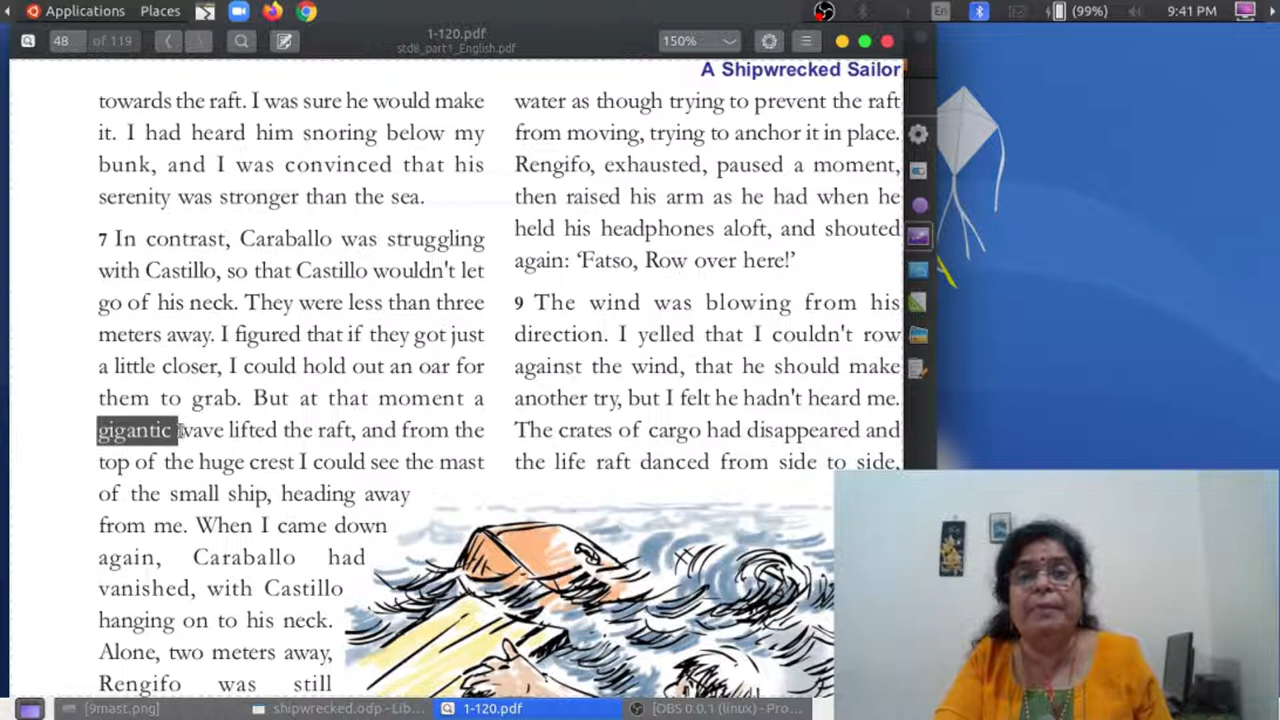 Applications Places En (99%) 9:41 PM
48 of 119 1-120.pdf 150%
std8_part1_English.pdf
A Shipwrecked Sailor
towards the raft. I was sure he would make
it. I had heard him snoring below my
bunk, and I was convinced that his
serenity was stronger than the sea.
7 In contrast, Caraballo was struggling
with Castillo, so that Castillo wouldn't let
go of his neck. They were less than three
meters away. I figured that if they got just
a little closer, I could hold out an oar for
them to grab. But at that moment a
gigantic wave lifted the raft, and from the
top of the huge crest I could see the mast
of the small ship, heading away
from me. When I came down
again, Caraballo had
vanished, with Castillo
hanging on to his neck.
Alone, two meters away,
Rengifo was still
water as though trying to prevent the raft
from moving, trying to anchor it in place.
Rengifo, exhausted, paused a moment,
then raised his arm as he had when he
held his headphones aloft, and shouted
again: ‘Fatso, Row over here!’
9 The wind was blowing from his
direction. I yelled that I couldn't row
against the wind, that he should make
another try, but I felt he hadn't heard me.
The crates of cargo had disappeared and
the life raft danced from side to side,
[9mast.png] shipwrecked.odp - Lib... 1-120.pdf [OBS 0.0.1 (linux) - Pro...